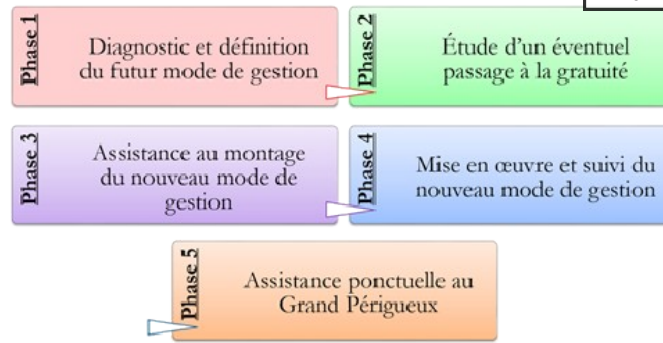 Phase 1
Diagnostic et définition
du futur mode de gestion
Phase 2
Étude d'un éventuel
passage à la gratuité
Phase 3
Assistance au montage
du nouveau mode de
gestion
Phase 4
Mise en œuvre et suivi du
nouveau mode de gestion
Phase 5
Assistance ponctuelle au
Grand Périgueux